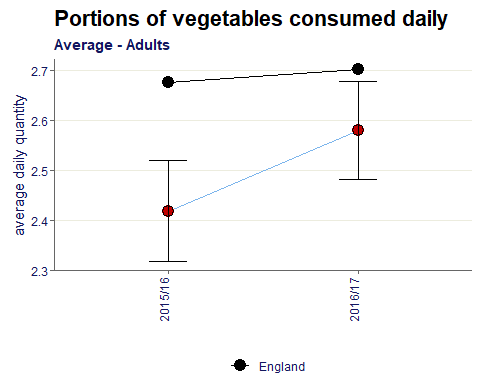 Portions of vegetables consumed daily
Average - Adults
average daily quantity
2.7
2.6
2.5
2.4
2.3
2015/16
2016/17
England